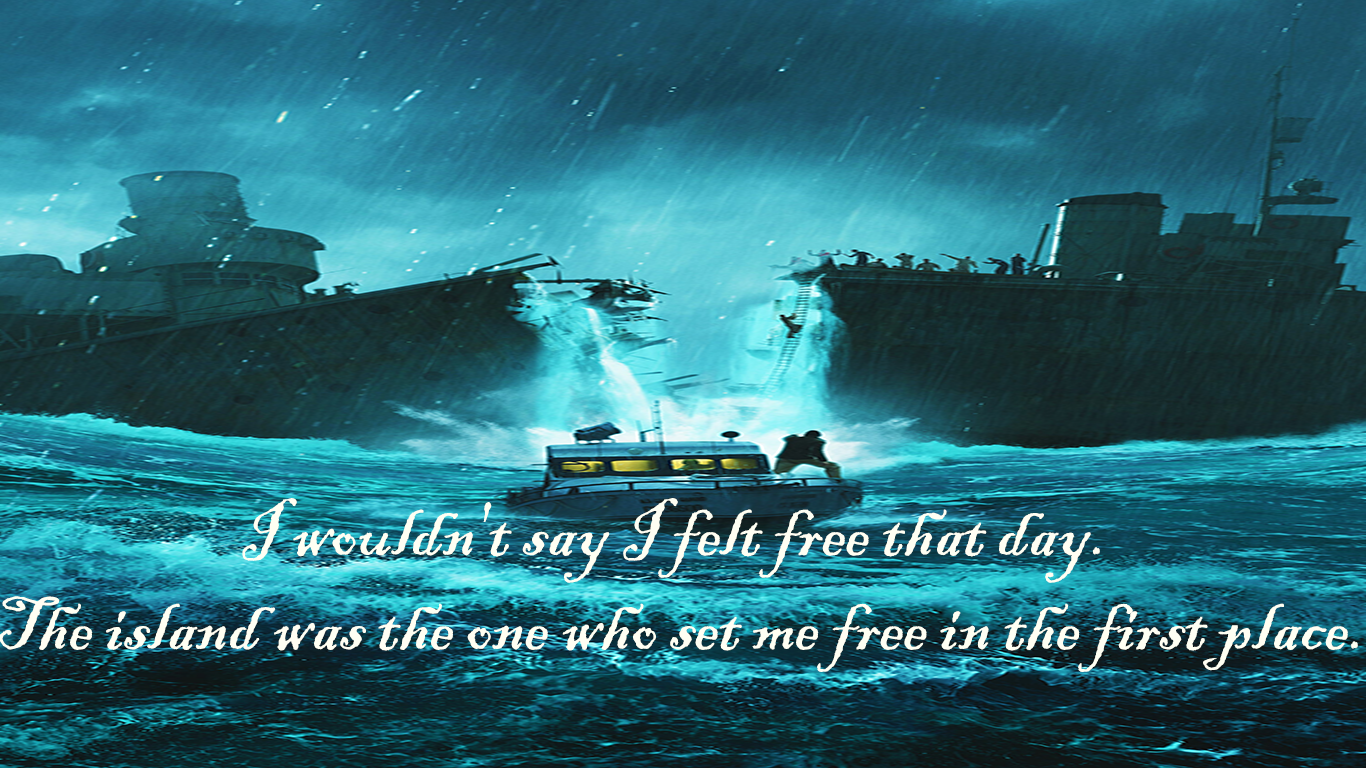 I wouldn't say I felt free that day.
The island was the one who set me free in the first place.